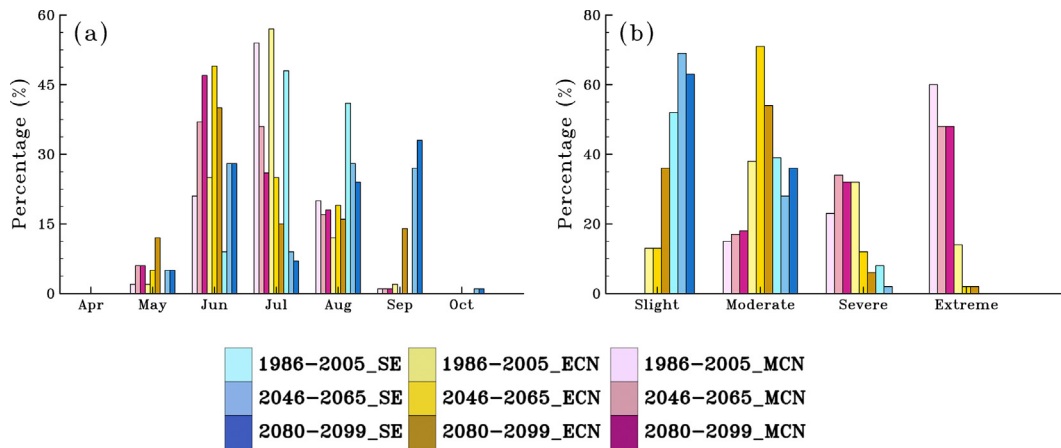 (a)
Percentage (%)
60
45
30
15
0
Apr May Jun Jul Aug Sep Oct
(b)
Percentage (%)
80
60
40
20
0
Slight Moderate Severe Extreme
1986-2005_SE 1986-2005_ECN 1986-2005_MCN
2046-2065_SE 2046-2065_ECN 2046-2065_MCN
2080-2099_SE 2080-2099_ECN 2080-2099_MCN